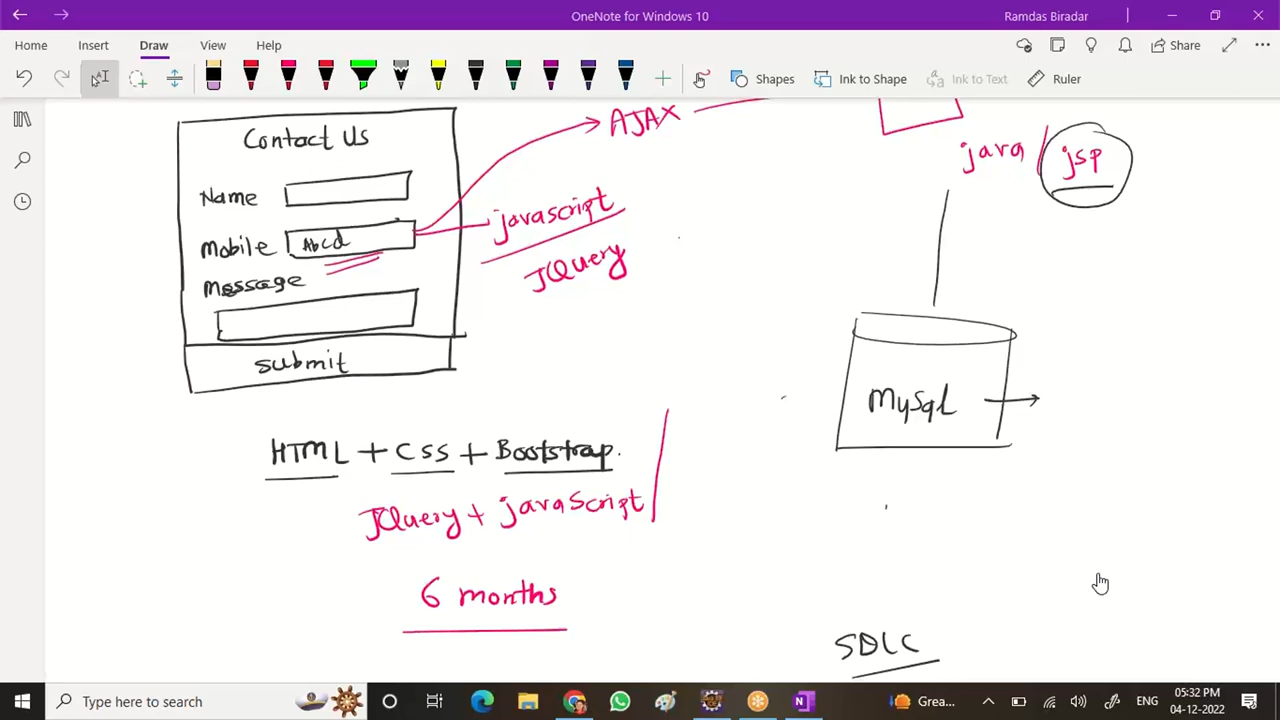 OneNote for Windows 10
Ramdas Biradar
Home Insert Draw View Help
Share
Shapes Ink to Shape Ink to Text Ruler
Contact Us
Name
Mobile Abcd
Message
submit
AJAX
javascript
JQuery
java / jsp
MySql
HTML + CSS + Bootstrap.
JQuery + javaScript
6 months
SDLC
Type here to search
Grea...
ENG
05:32 PM
04-12-2022